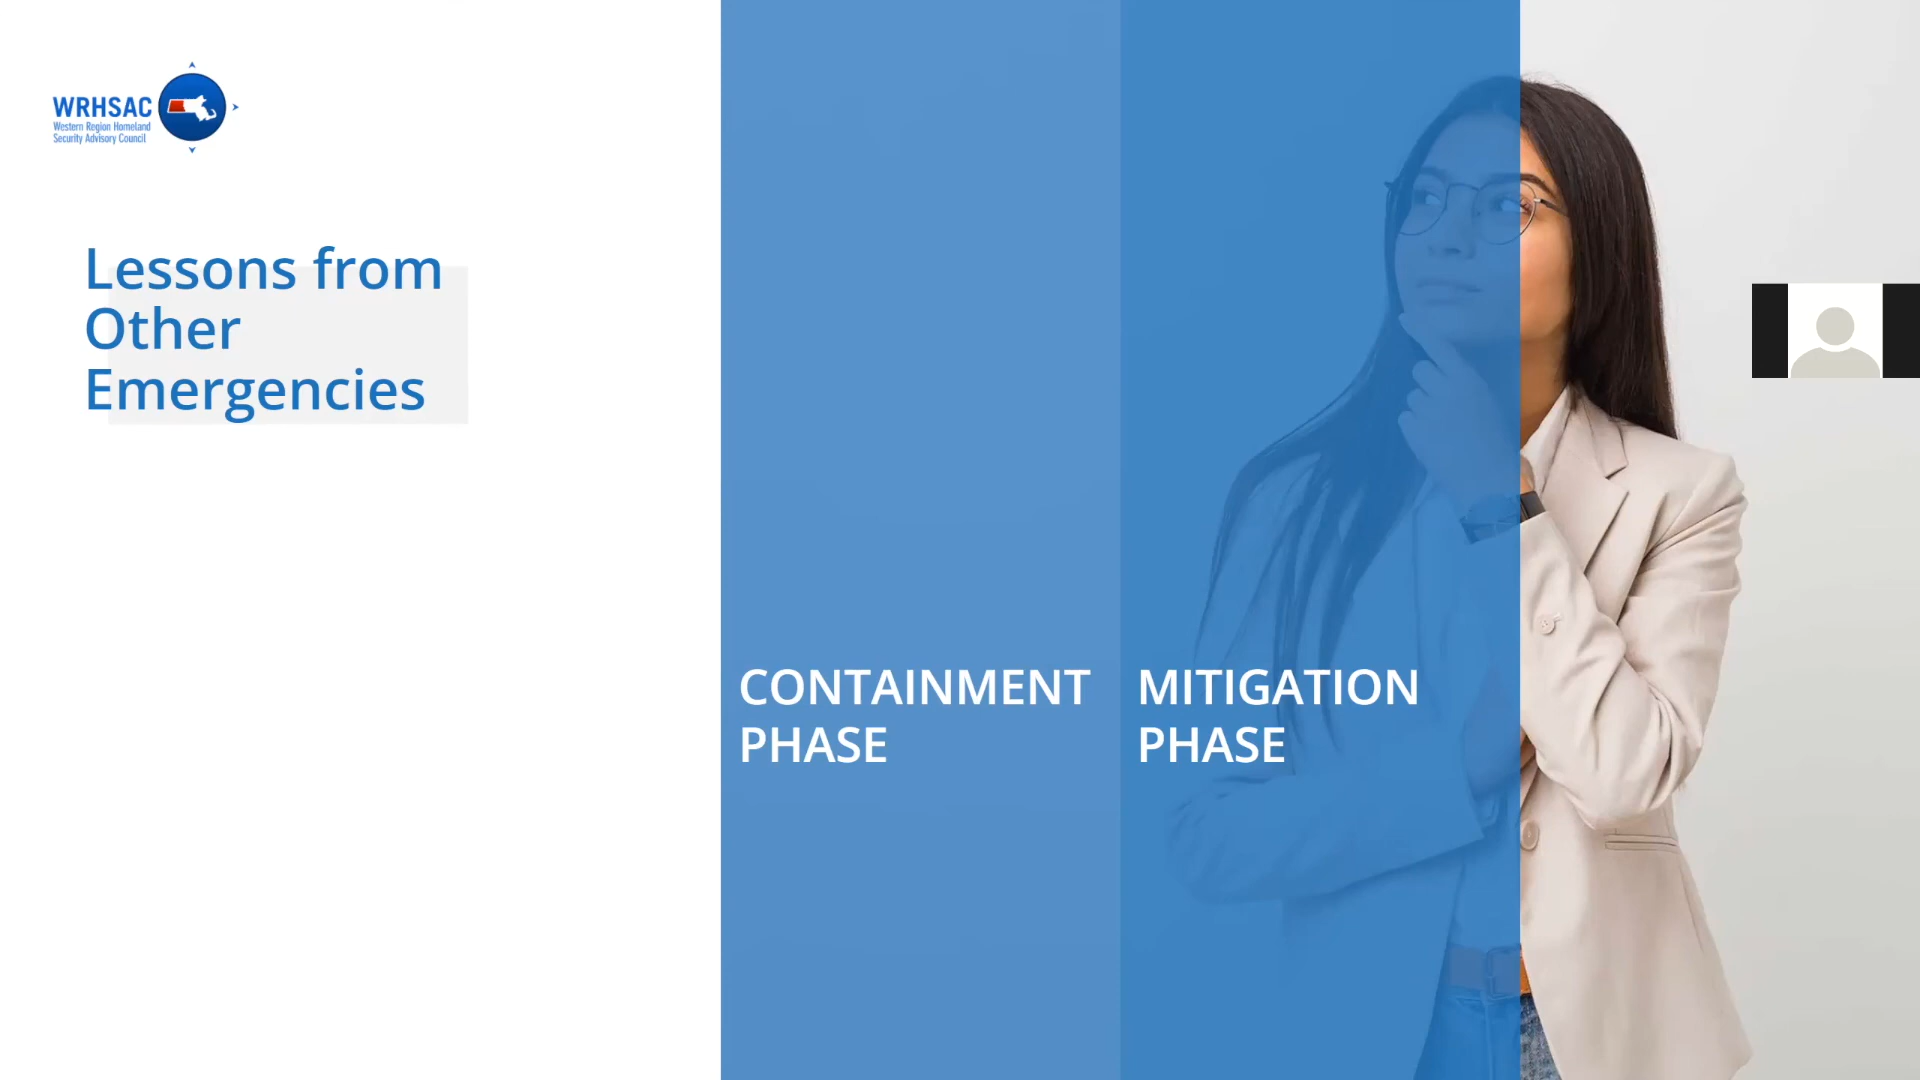 WRHSAC
Western Region Homeland
Security Advisory Council
Lessons from
Other
Emergencies
CONTAINMENT
PHASE
MITIGATION
PHASE